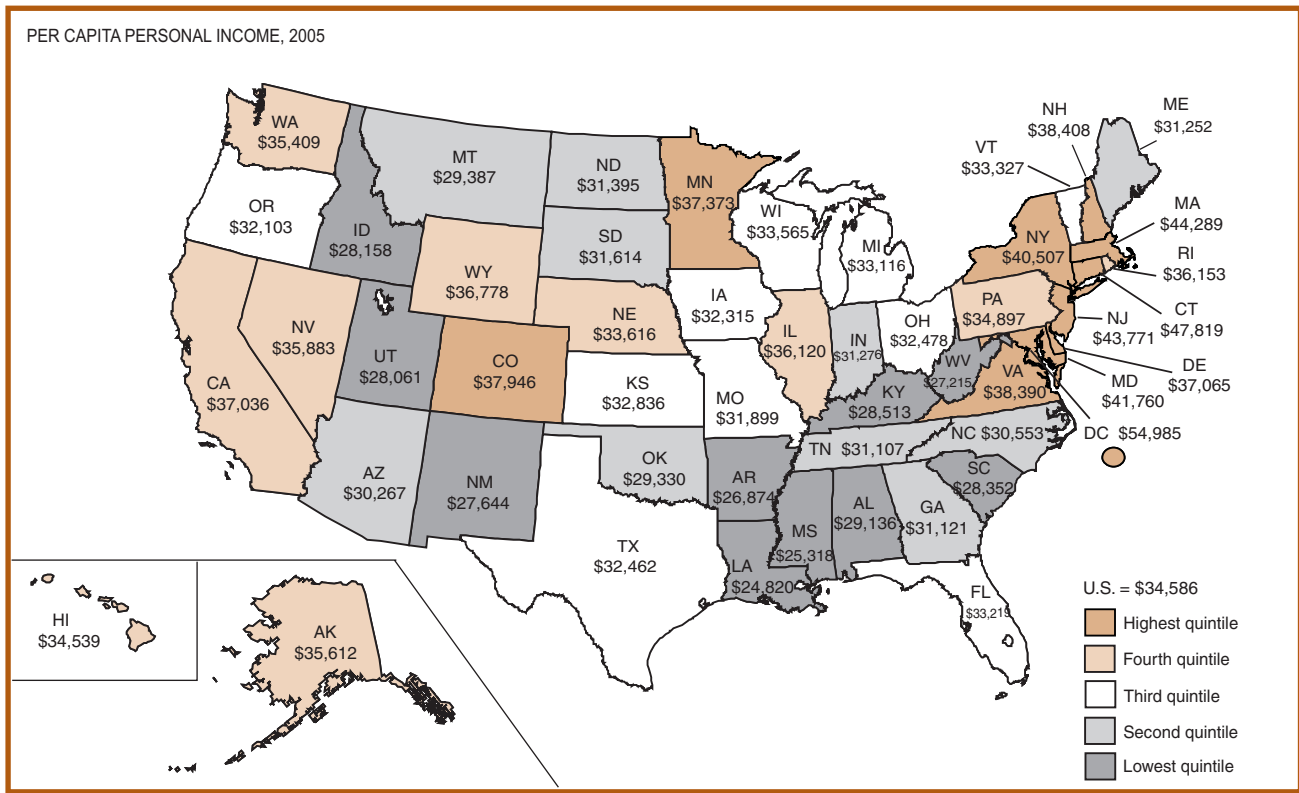 PER CAPITA PERSONAL INCOME, 2005
WA
$35,409
OR
$32,103
CA
$37,036
NV
$35,883
ID
$28,158
MT
$29,387
WY
$36,778
UT
$28,061
AZ
$30,267
CO
$37,946
NM
$27,644
ND
$31,395
SD
$31,614
NE
$33,616
KS
$32,836
OK
$29,330
TX
$32,462
MN
$37,373
IA
$32,315
MO
$31,899
AR
$26,874
LA
$24,820
WI
$33,565
IL
$36,120
MI
$33,116
IN
$31,276
OH
$32,478
KY
$28,513
TN $31,107
MS
$25,318
AL
$29,136
GA
$31,121
FL
$33,219
SC
$28,352
NC $30,553
WV
$27,215
VA
$38,390
PA
$34,897
NY
$40,507
VT
$33,327
NH
$38,408
ME
$31,252
MA
$44,289
RI
$36,153
CT
$47,819
NJ
$43,771
DE
$37,065
MD
$41,760
DC $54,985
HI
$34,539
AK
$35,612
U.S. = $34,586
Highest quintile
Fourth quintile
Third quintile
Second quintile
Lowest quintile